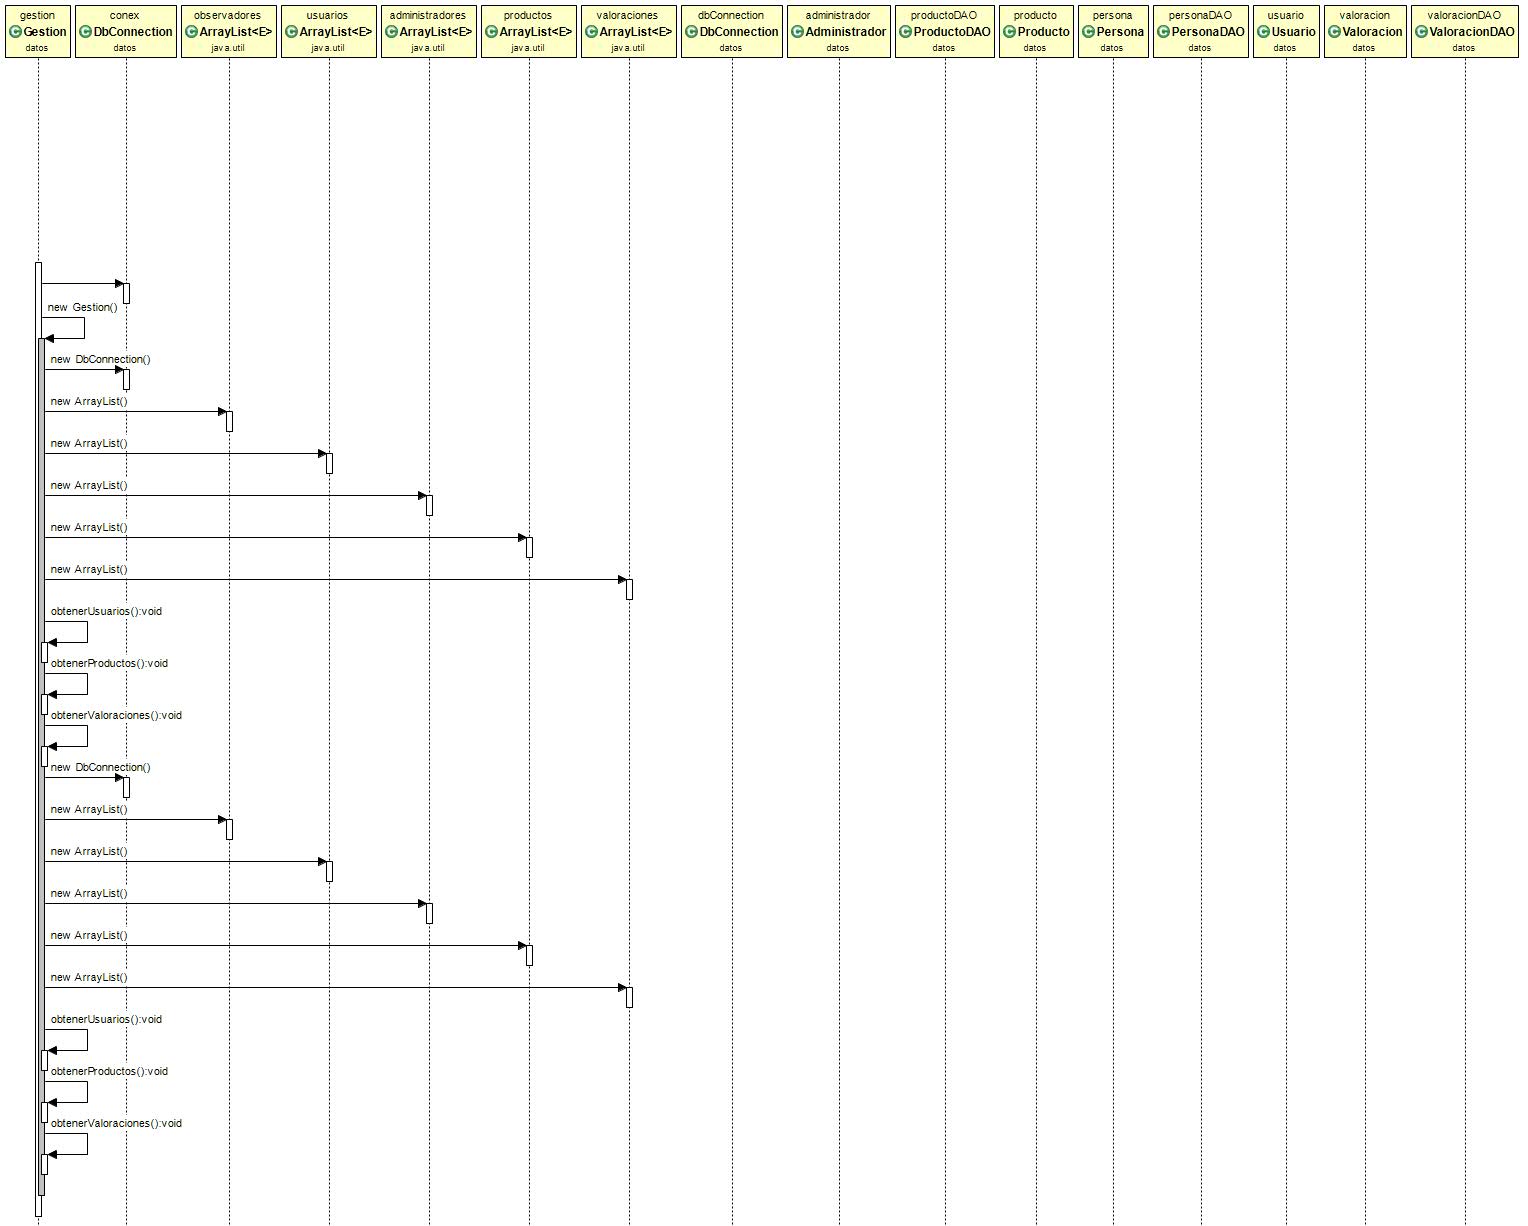 gestion
Gestion
datos
conex
DbConnection
datos
observadores
ArrayList<E>
java.util
usuarios
ArrayList<E>
java.util
administradores
ArrayList<E>
java.util
productos
ArrayList<E>
java.util
valoraciones
ArrayList<E>
java.util
dbConnection
DbConnection
datos
administrador
Administrador
datos
productoDAO
ProductoDAO
datos
producto
Producto
datos
persona
Persona
datos
personaDAO
PersonaDAO
datos
usuario
Usuario
datos
valoracion
Valoracion
datos
valoracionDAO
ValoracionDAO
datos
new Gestion()
new DbConnection()
new ArrayList()
new ArrayList()
new ArrayList()
new ArrayList()
new ArrayList()
obtenerUsuarios():void
obtenerProductos():void
obtenerValoraciones():void
new DbConnection()
new ArrayList()
new ArrayList()
new ArrayList()
new ArrayList()
new ArrayList()
obtenerUsuarios():void
obtenerProductos():void
obtenerValoraciones():void